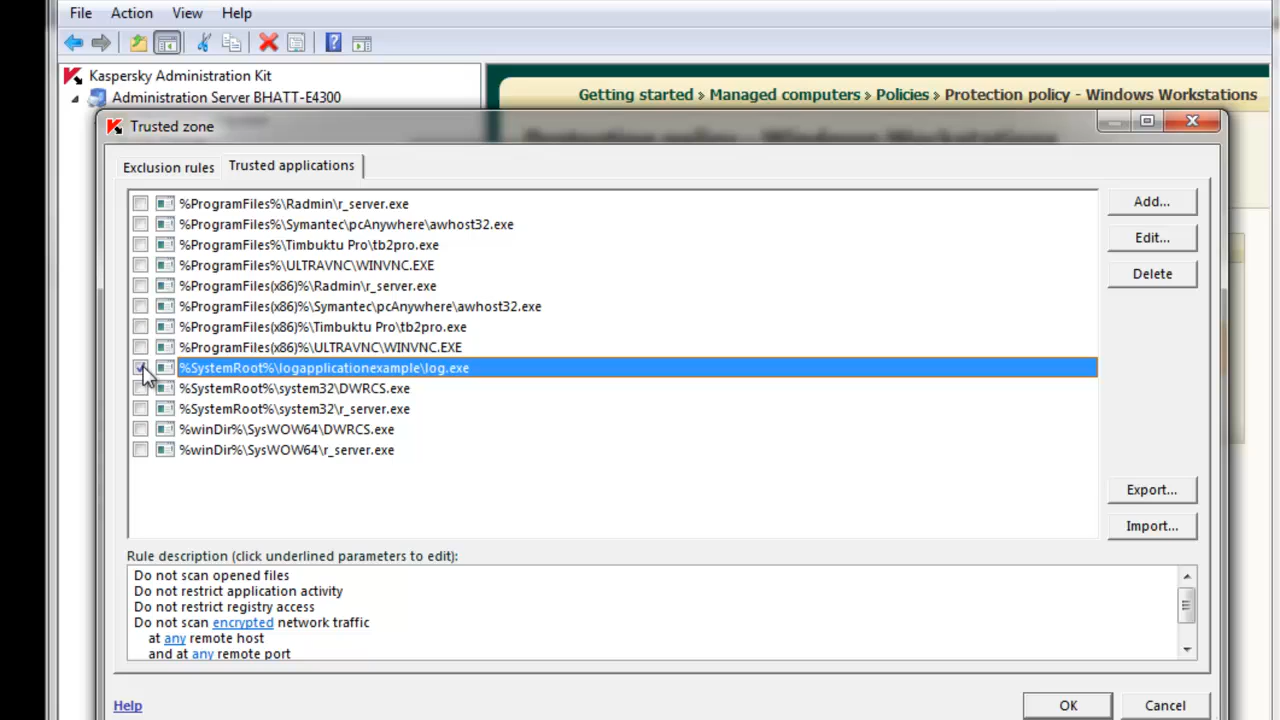 File Action View Help
Kaspersky Administration Kit
Administration Server BHATT-E4300
Getting started » Managed computers » Policies » Protection policy - Windows Workstations
Protection policy - Windows Workstations
Trusted zone
Exclusion rules Trusted applications
%ProgramFiles%\Radmin\r_server.exe
%ProgramFiles%\Symantec\pcAnywhere\awhost32.exe
%ProgramFiles%\Timbuktu Pro\tb2pro.exe
%ProgramFiles%\ULTRAVNC\WINVNC.EXE
%ProgramFiles(x86)%\Radmin\r_server.exe
%ProgramFiles(x86)%\Symantec\pcAnywhere\awhost32.exe
%ProgramFiles(x86)%\Timbuktu Pro\tb2pro.exe
%ProgramFiles(x86)%\ULTRAVNC\WINVNC.EXE
%SystemRoot%\logapplicationexample\log.exe
%SystemRoot%\system32\DWRCS.exe
%SystemRoot%\system32\r_server.exe
%winDir%\SysWOW64\DWRCS.exe
%winDir%\SysWOW64\r_server.exe
Add...
Edit...
Delete
Export...
Import...
Rule description (click underlined parameters to edit):
Do not scan opened files
Do not restrict application activity
Do not restrict registry access
Do not scan encrypted network traffic
at any remote host
and at any remote port
Help
OK Cancel